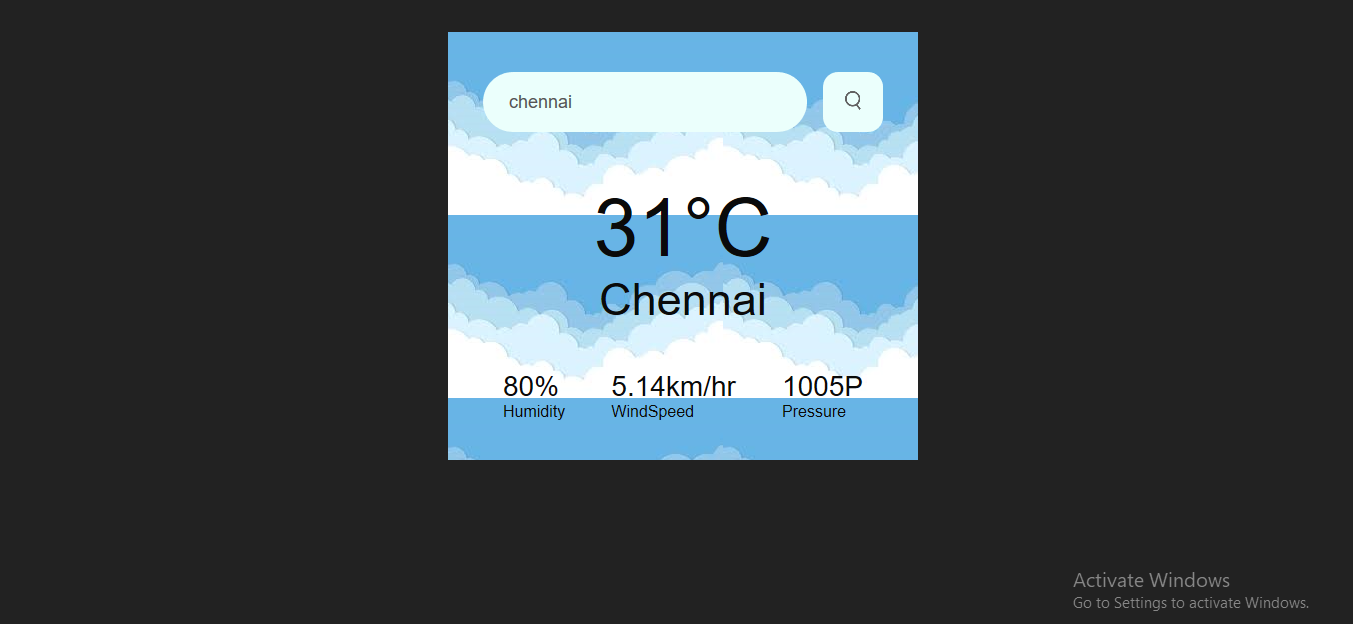 chennai
31°C
Chennai
80% 5.14km/hr 1005P
Humidity WindSpeed Pressure
Activate Windows
Go to Settings to activate Windows.